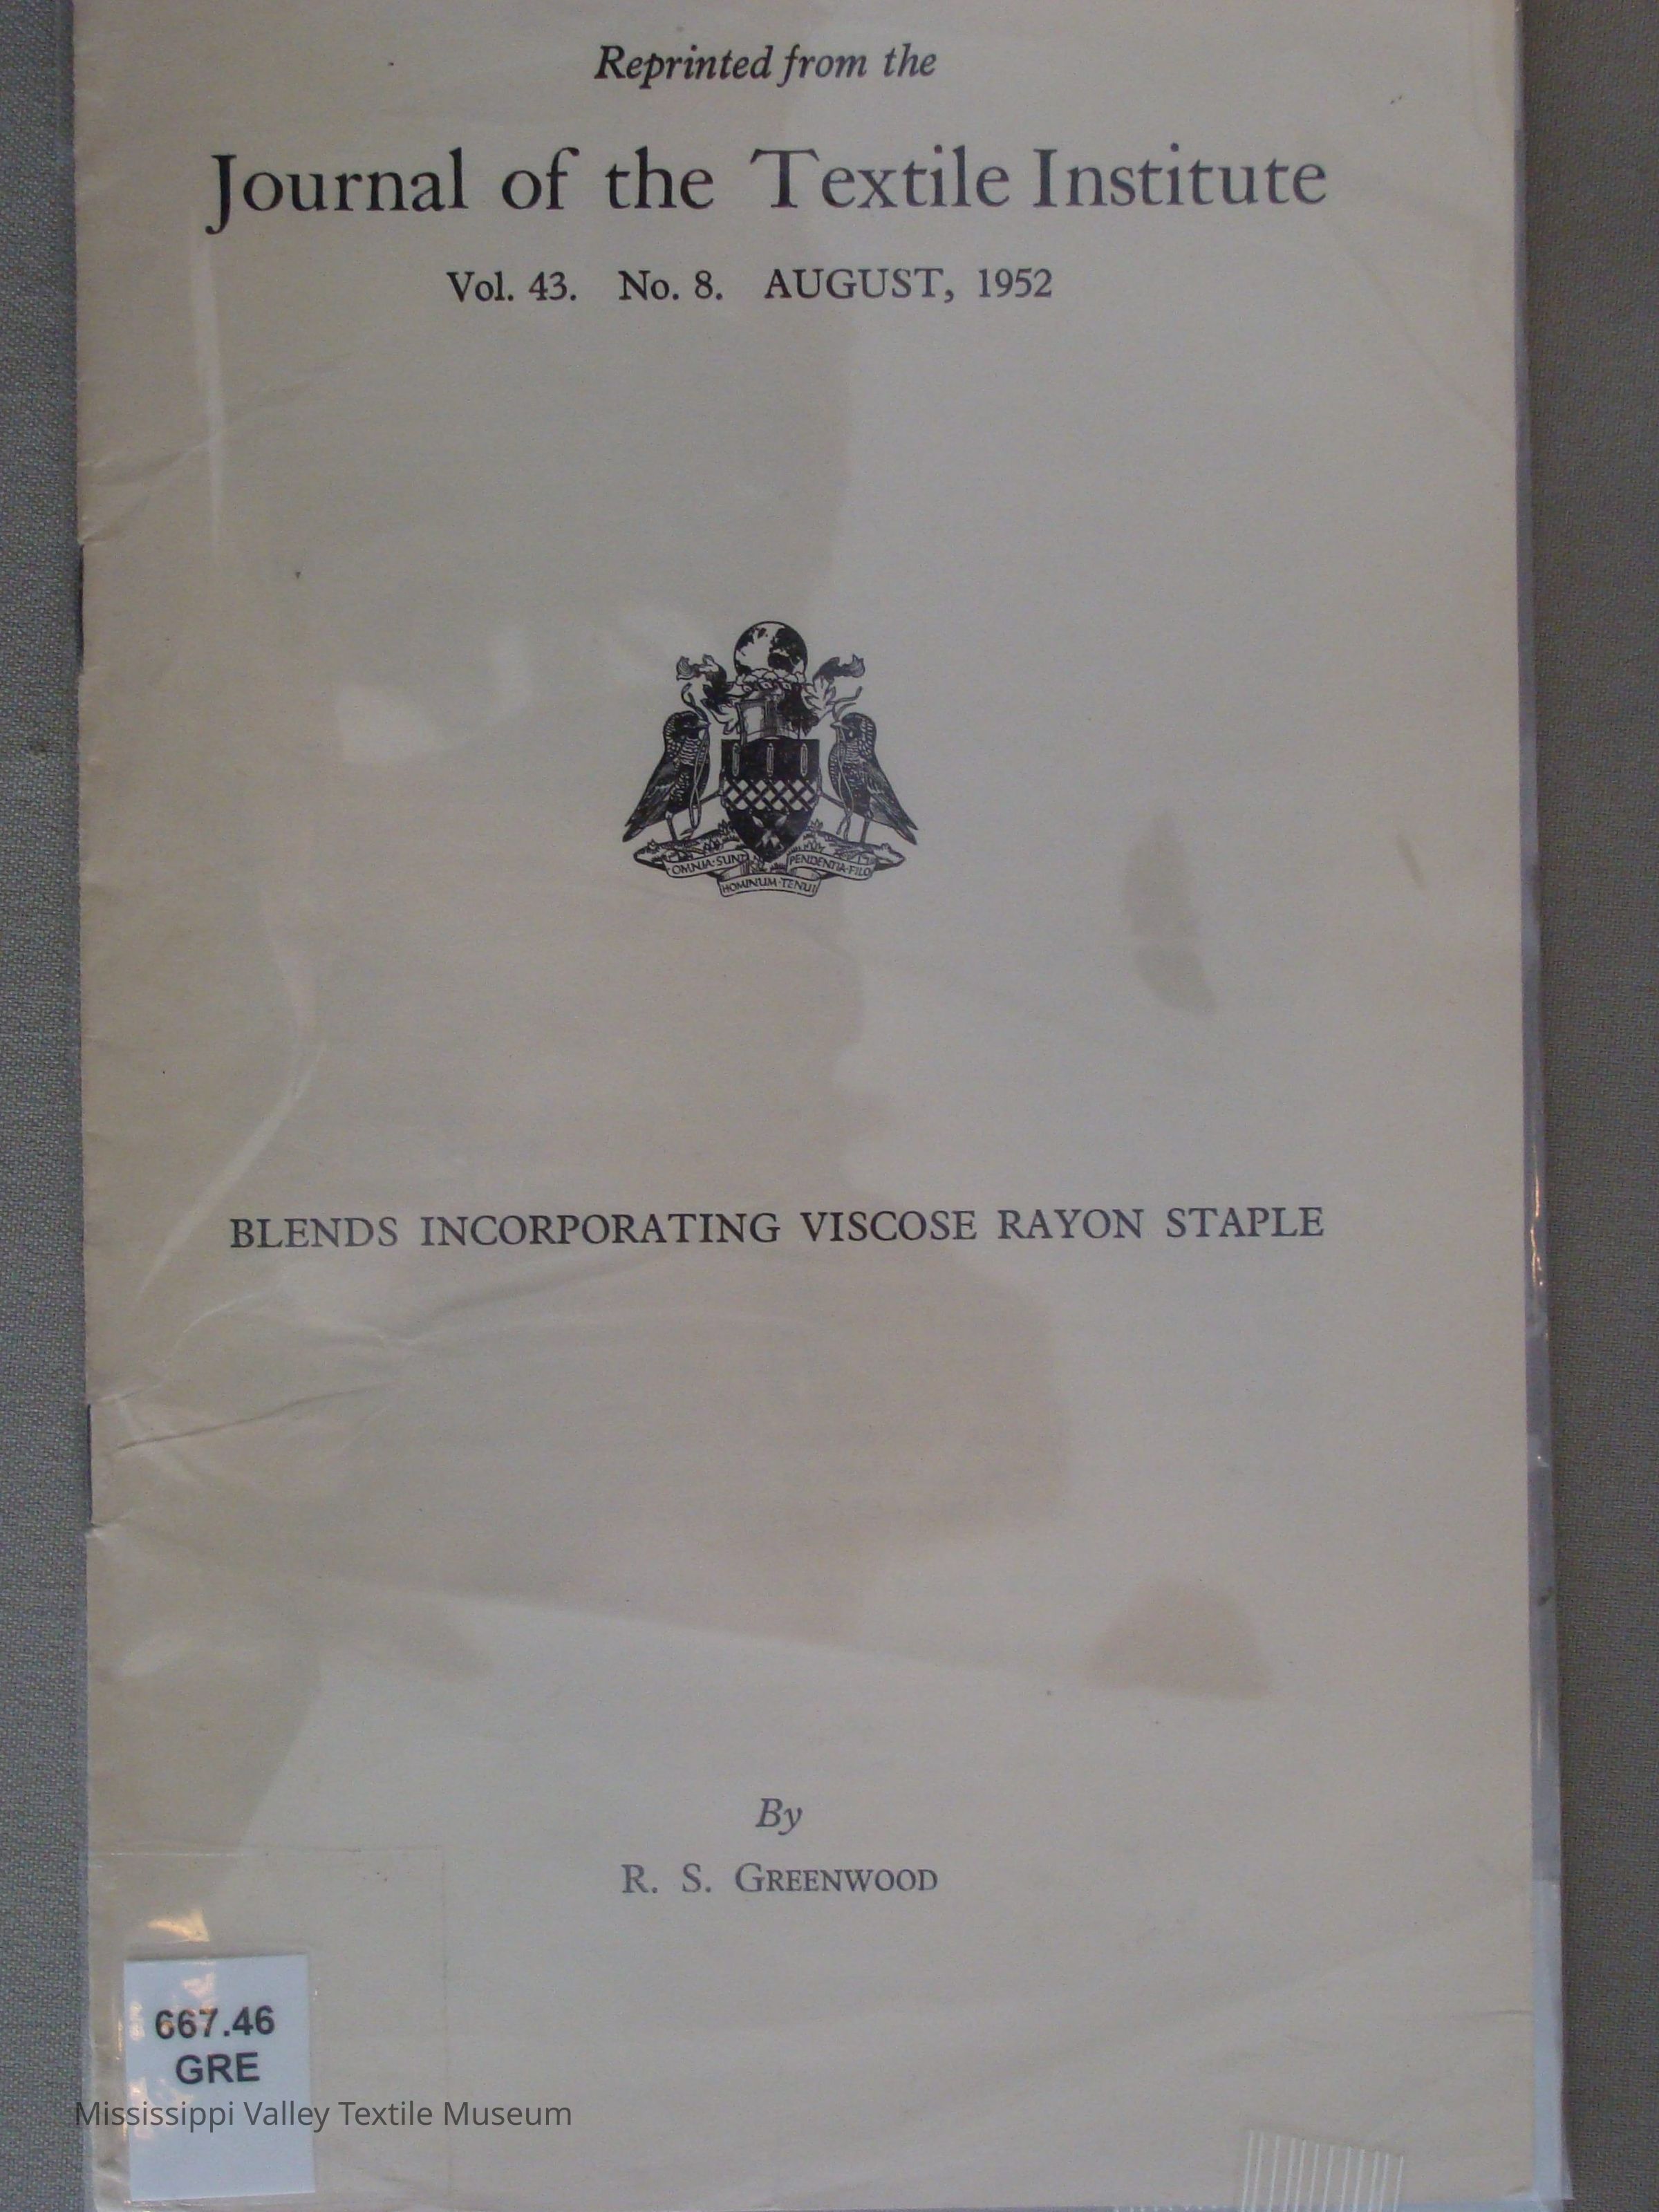 Reprinted from the
Journal of the Textile Institute
Vol. 43. No. 8. AUGUST, 1952
OMNIA·SUNT
PENDENTIA·FILO
HOMINUM·TENUI
BLENDS INCORPORATING VISCOSE RAYON STAPLE
By
R. S. GREENWOOD
667.46
GRE
Mississippi Valley Textile Museum